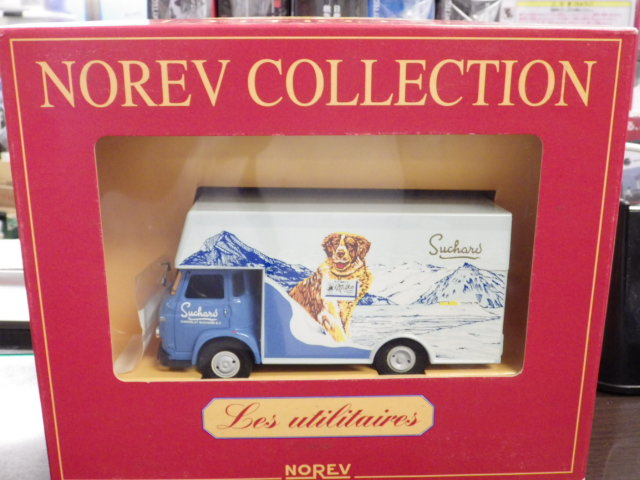 NOREV COLLECTION
Suchard
Suchard
Les utilitaires
NOREV